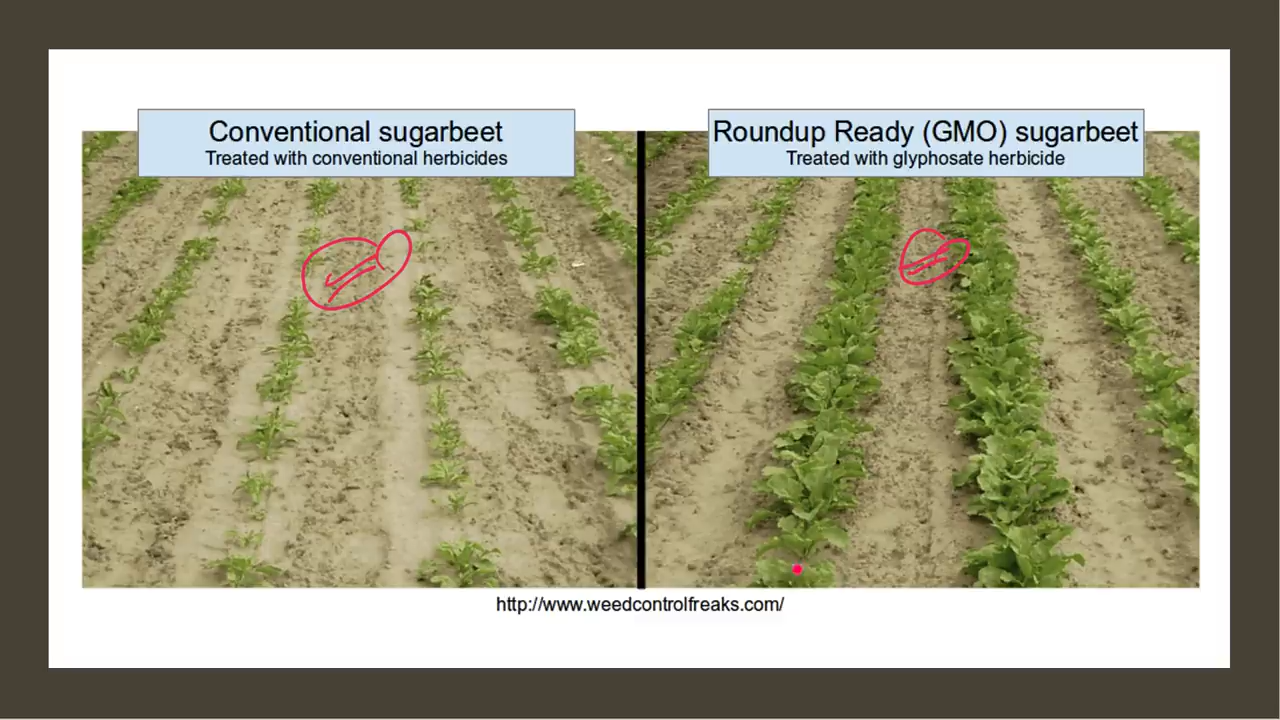 Conventional sugarbeet
Treated with conventional herbicides
Roundup Ready (GMO) sugarbeet
Treated with glyphosate herbicide
http://www.weedcontrolfreaks.com/